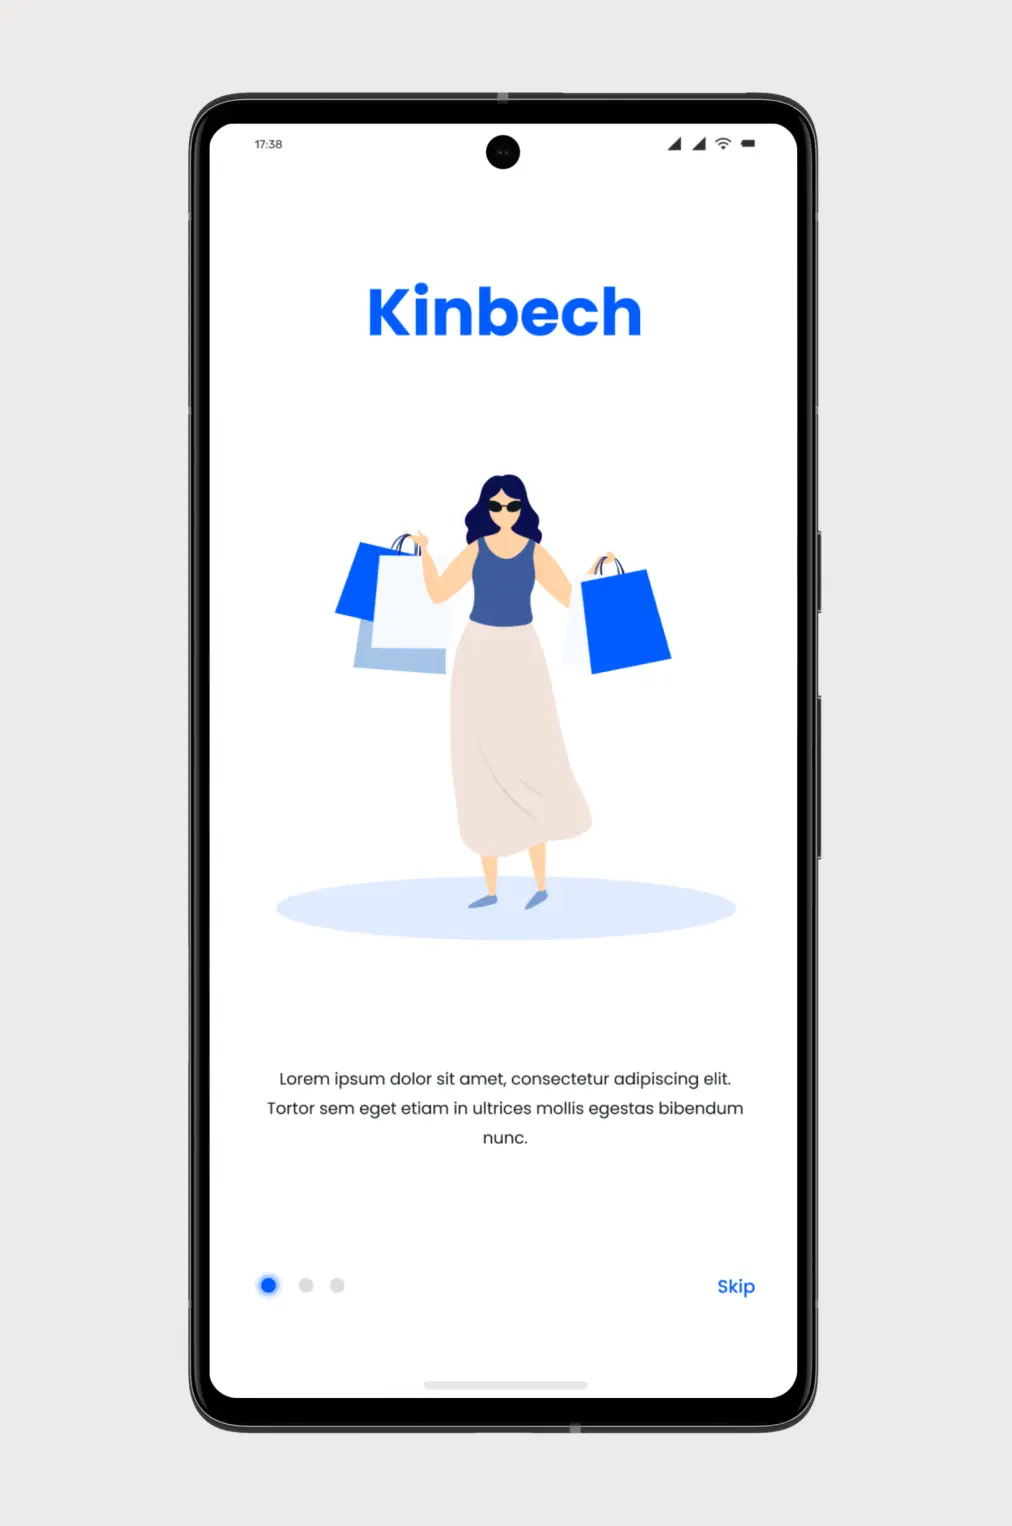 17:38
Kinbech
Lorem ipsum dolor sit amet, consectetur adipiscing elit.
Tortor sem eget etiam in ultrices mollis egestas bibendum
nunc.
Skip